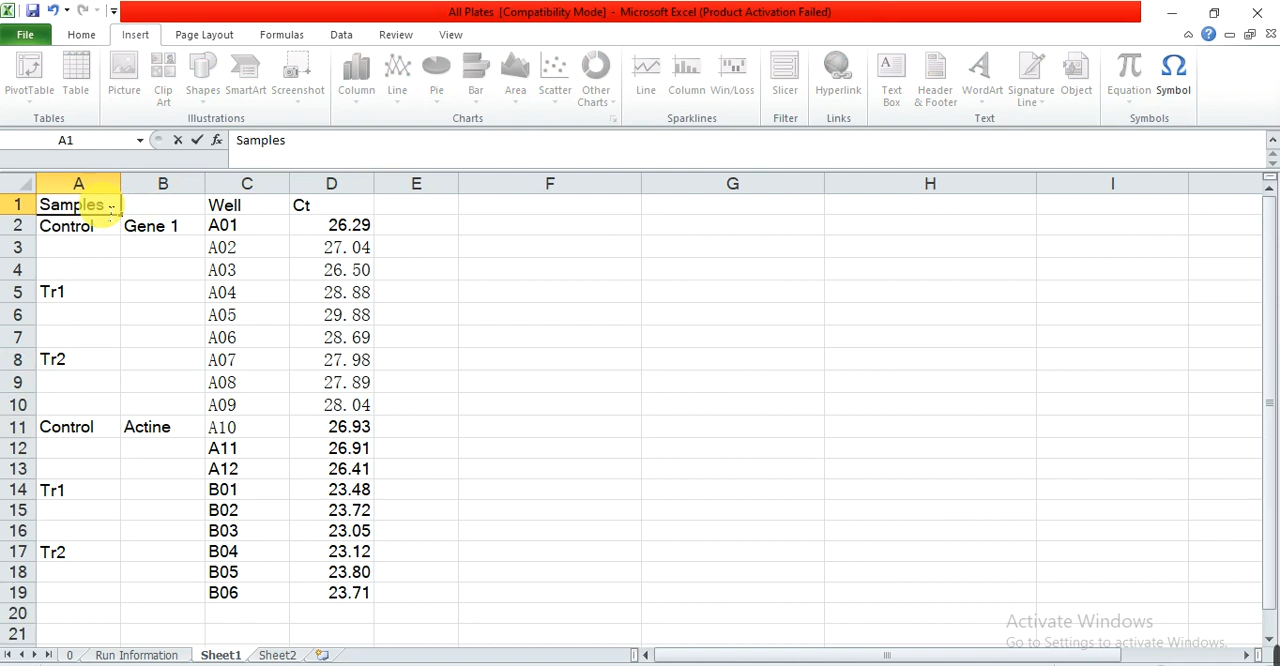 All Plates [Compatibility Mode] - Microsoft Excel (Product Activation Failed)
File Home Insert Page Layout Formulas Data Review View
PivotTable Table Picture Clip Art Shapes SmartArt Screenshot Column Line Pie Bar Area Scatter Other Charts Line Column Win/Loss Slicer Hyperlink Text Box Header & Footer WordArt Signature Line Object Equation Symbol
Tables Illustrations Charts Sparklines Filter Links Text Symbols
A1 fx Samples
A B C D E F G H I
1 Samples - Well Ct
2 Control Gene 1 A01 26.29
3 A02 27.04
4 A03 26.50
5 Tr1 A04 28.88
6 A05 29.88
7 A06 28.69
8 Tr2 A07 27.98
9 A08 27.89
10 A09 28.04
11 Control Actine A10 26.93
12 A11 26.91
13 A12 26.41
14 Tr1 B01 23.48
15 B02 23.72
16 B03 23.05
17 Tr2 B04 23.12
18 B05 23.80
19 B06 23.71
20
21
Activate Windows
Go to Settings to activate Windows.
0 Run Information Sheet1 Sheet2